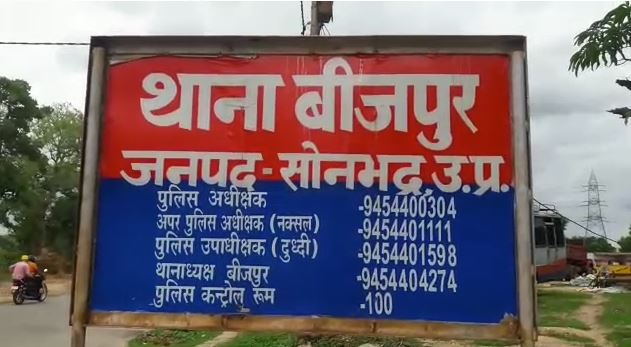 थाना बीजपुर
जनपद-सोनभद्र, उ.प्र.
पुलिस अधीक्षक -9454400304
अपर पुलिस अधीक्षक (नक्सल) -9454401111
पुलिस उपाधीक्षक (दुध्दी) -9454401598
थानाध्यक्ष बीजपुर -9454404274
पुलिस कन्ट्रोल रूम -100